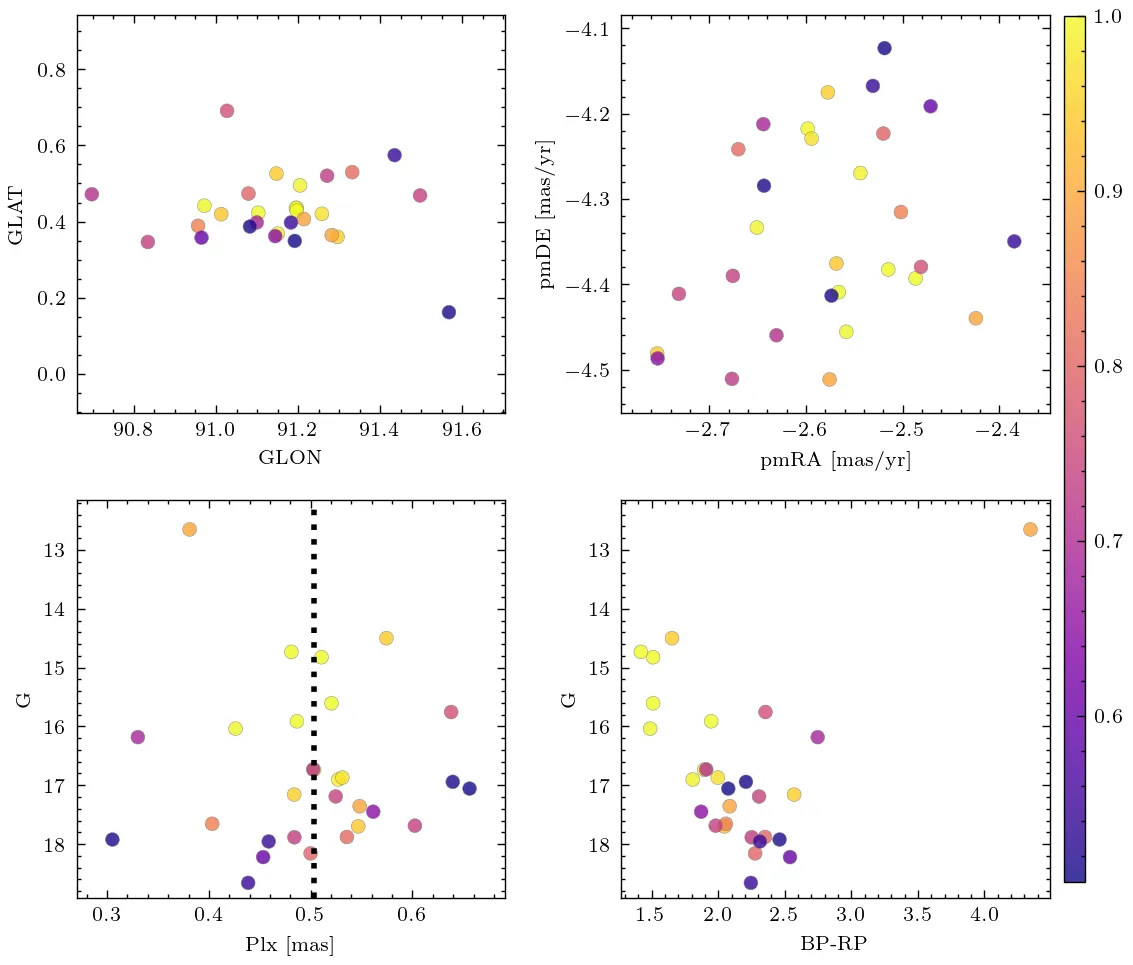 0.8
0.6
0.4
0.2
0.0
GLAT
90.8 91.0 91.2 91.4 91.6
GLON
−4.1
−4.2
−4.3
−4.4
−4.5
pmDE [mas/yr]
−2.7 −2.6 −2.5 −2.4
pmRA [mas/yr]
1.0
0.9
0.8
0.7
0.6
13
14
15
16
17
18
G
0.3 0.4 0.5 0.6
Plx [mas]
13
14
15
16
17
18
G
1.5 2.0 2.5 3.0 3.5 4.0
BP-RP